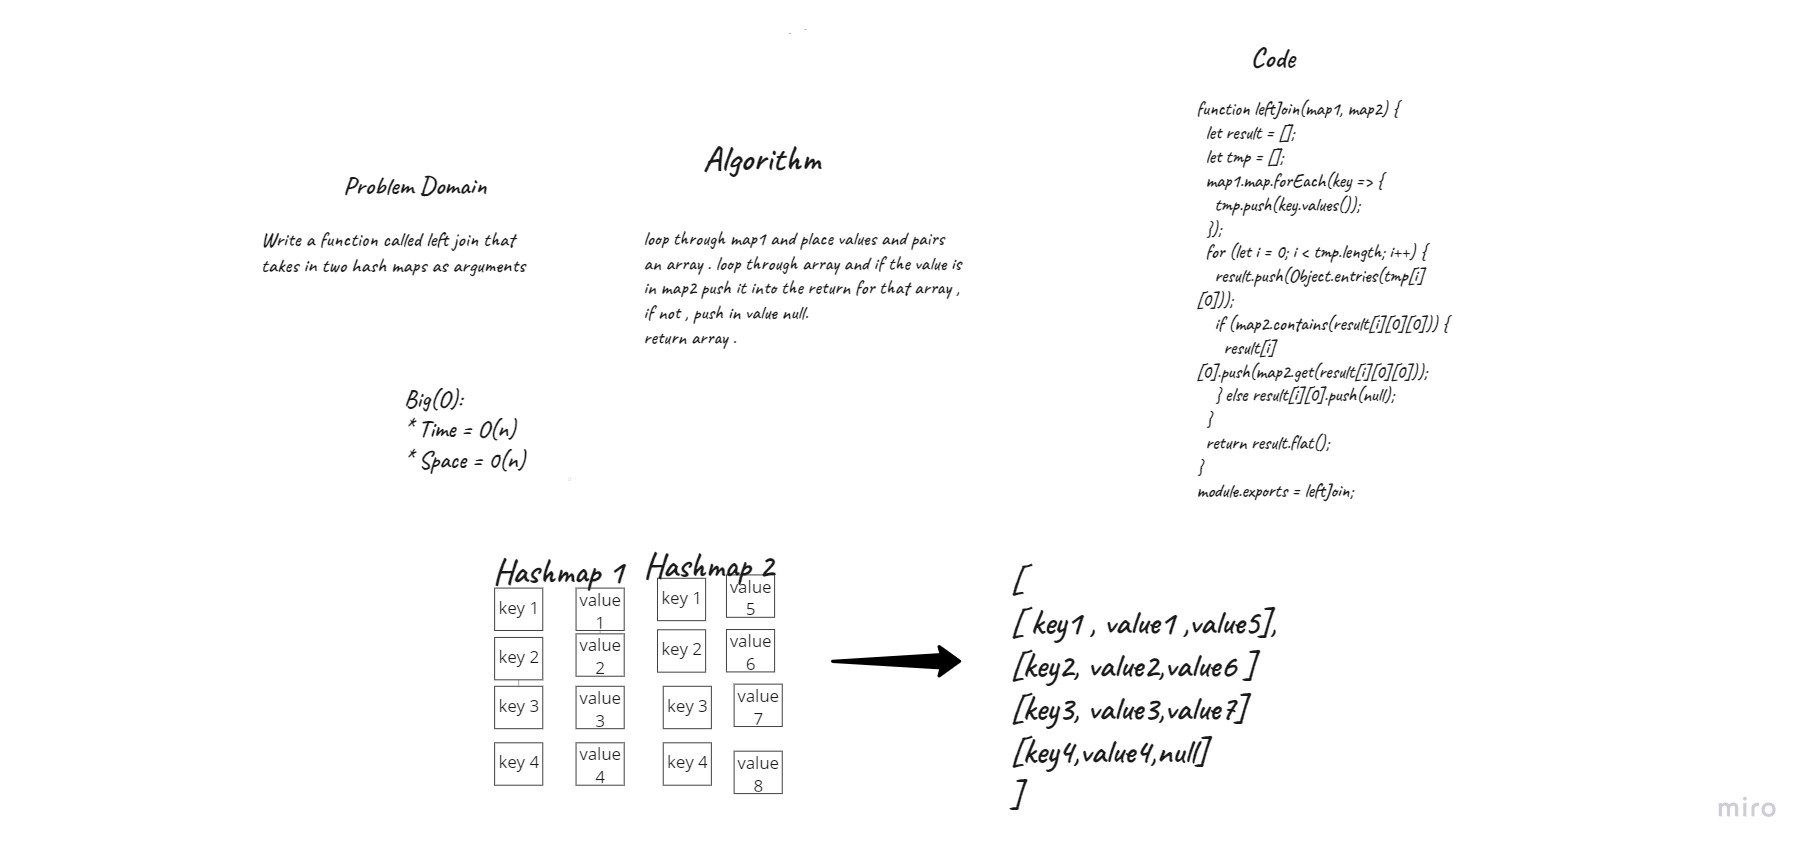 Problem Domain
Write a function called left join that
takes in two hash maps as arguments
Big(O):
* Time = O(n)
* Space = o(n)
Algorithm
loop through map1 and place values and pairs
an array . loop through array and if the value is
in map2 push it into the return for that array ,
if not , push in value null.
return array .
Code
function leftJoin(map1, map2) {
let result = [];
let tmp = [];
map1.map.forEach(key => {
tmp.push(key.values());
});
for (let i = 0; i < tmp.length; i++) {
result.push(Object.entries(tmp[i]
[0]));
if (map2.contains(result[i][0][0])) {
result[i]
[0].push(map2.get(result[i][0][0]));
} else result[i][0].push(null);
}
return result.flat();
}
module.exports = leftJoin;
Hashmap 1
key 1
value
1
key 2
value
2
key 3
value
3
key 4
value
4
Hashmap 2
key 1
value
5
key 2
value
6
key 3
value
7
key 4
value
8
[
[ key1 , value1 ,value5],
[key2, value2,value6 ]
[key3, value3,value7]
[key4,value4,null]
]
miro